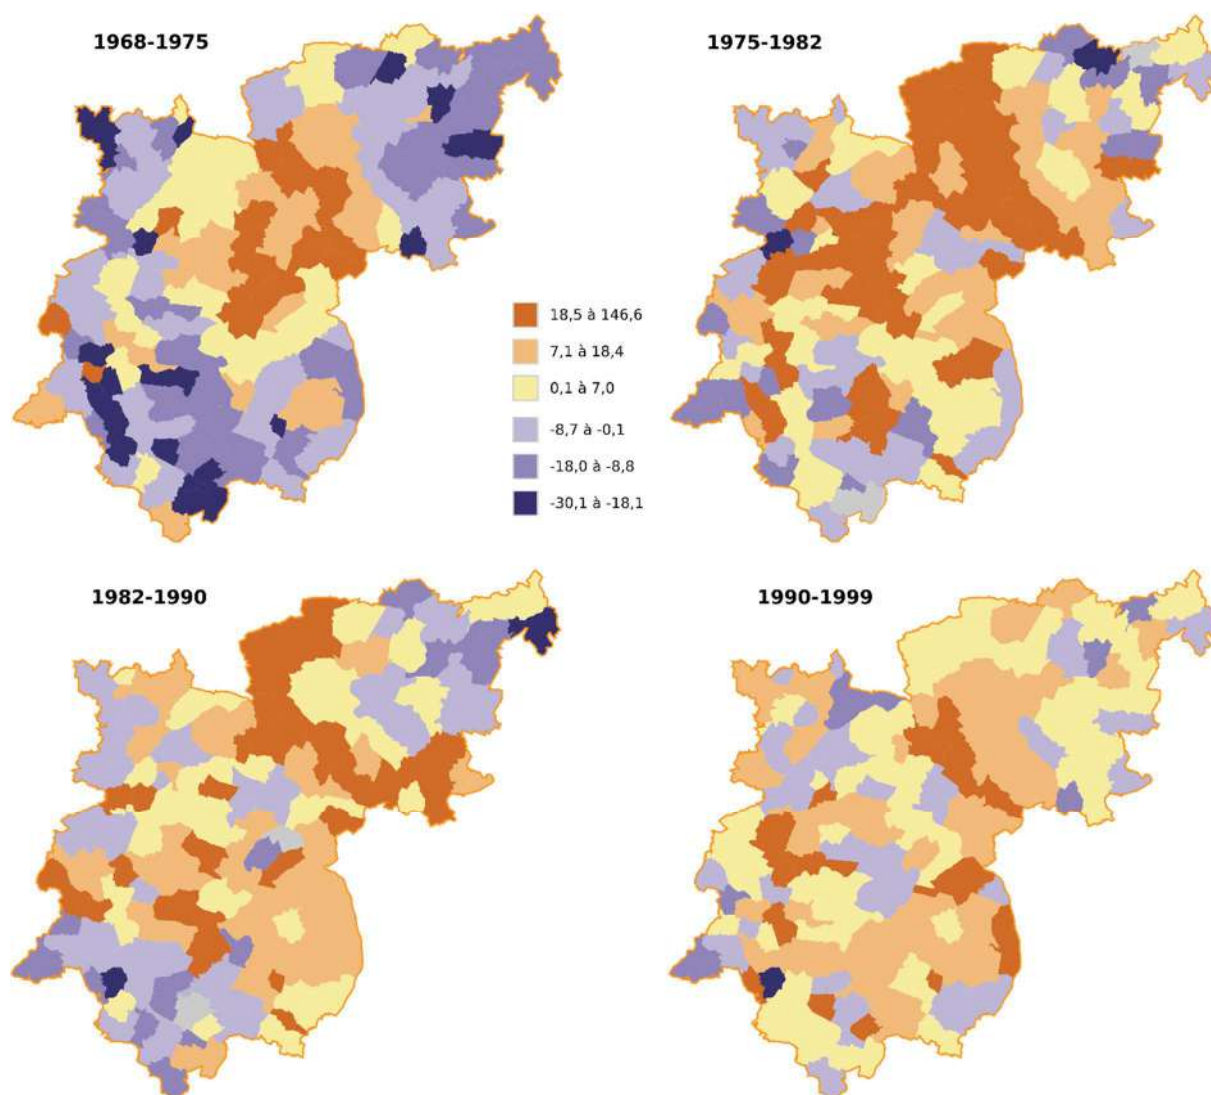 1968-1975
1975-1982
18,5 à 146,6
7,1 à 18,4
0,1 à 7,0
-8,7 à -0,1
-18,0 à -8,8
-30,1 à -18,1
1982-1990
1990-1999